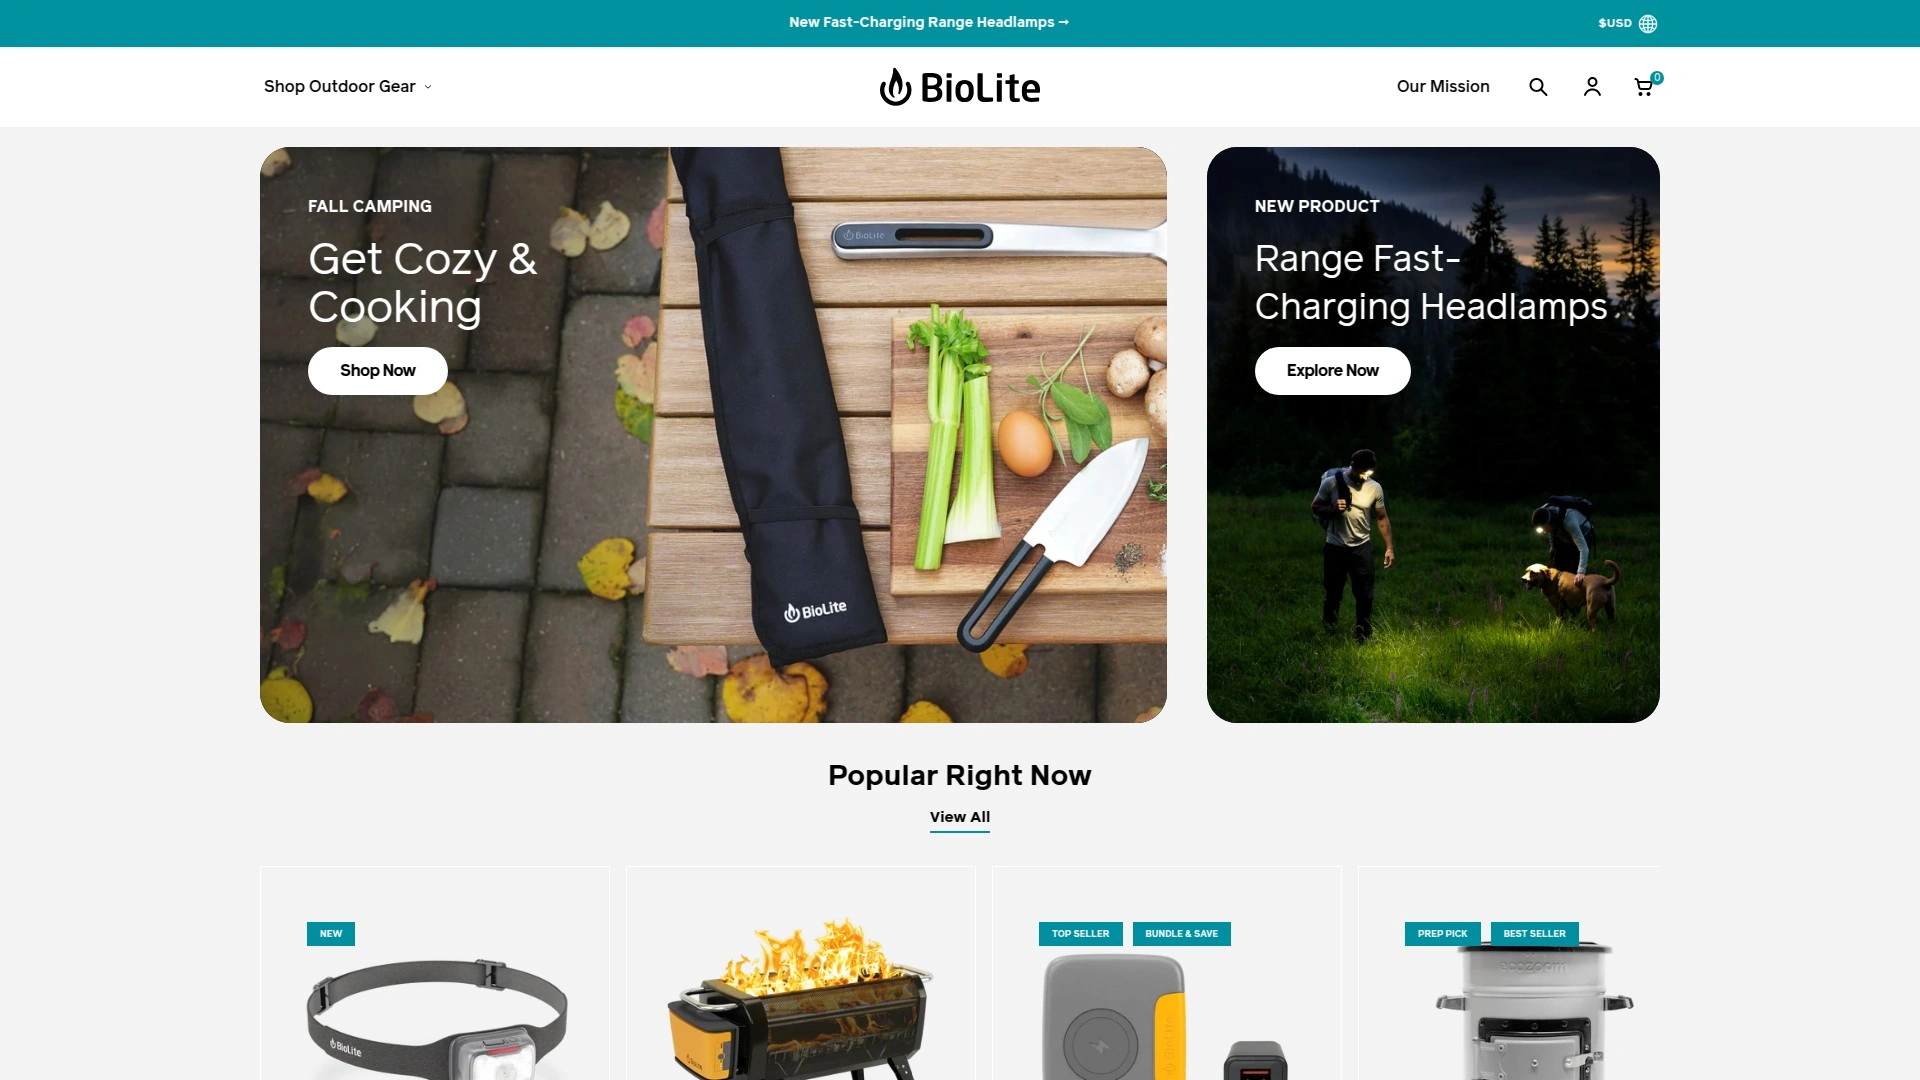 New Fast-Charging Range Headlamps →
$USD
Shop Outdoor Gear
BioLite
Our Mission
0
FALL CAMPING
Get Cozy &
Cooking
Shop Now
BioLite
BioLite
NEW PRODUCT
Range Fast-
Charging Headlamps
Explore Now
Popular Right Now
View All
NEW
BioLite
TOP SELLER
BUNDLE & SAVE
PREP PICK
BEST SELLER
ecozoom